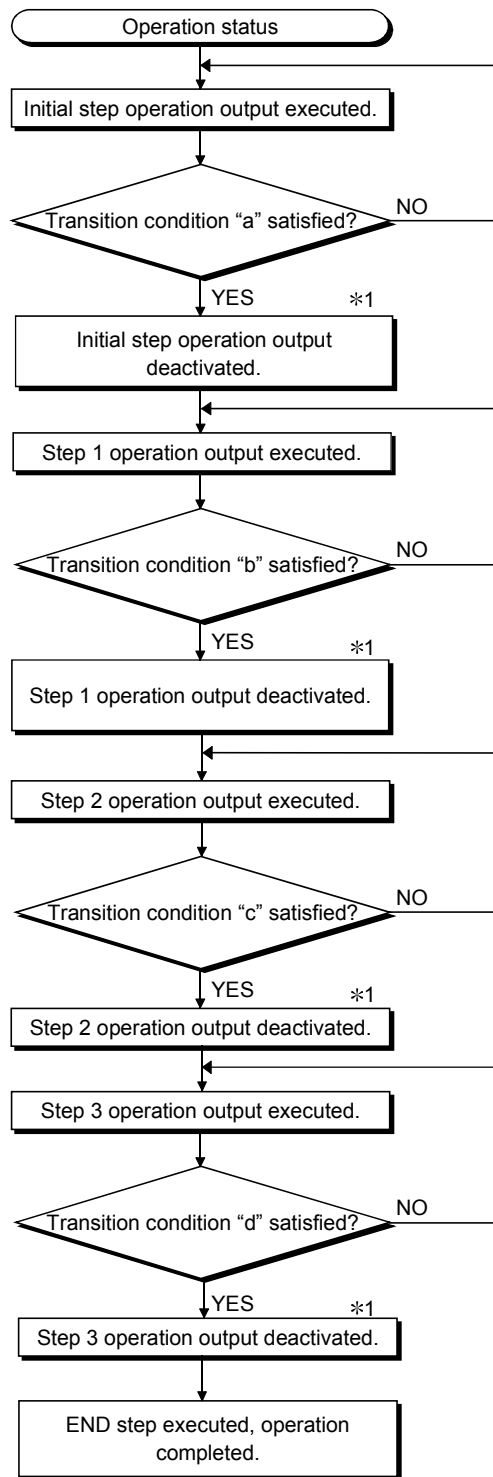 Operation status
Initial step operation output executed.
Transition condition “a” satisfied?
NO
YES
*1
Initial step operation output
deactivated.
Step 1 operation output executed.
Transition condition “b” satisfied?
NO
YES
*1
Step 1 operation output deactivated.
Step 2 operation output executed.
Transition condition “c” satisfied?
NO
YES
*1
Step 2 operation output deactivated.
Step 3 operation output executed.
Transition condition “d” satisfied?
NO
YES
*1
Step 3 operation output deactivated.
END step executed, operation
completed.